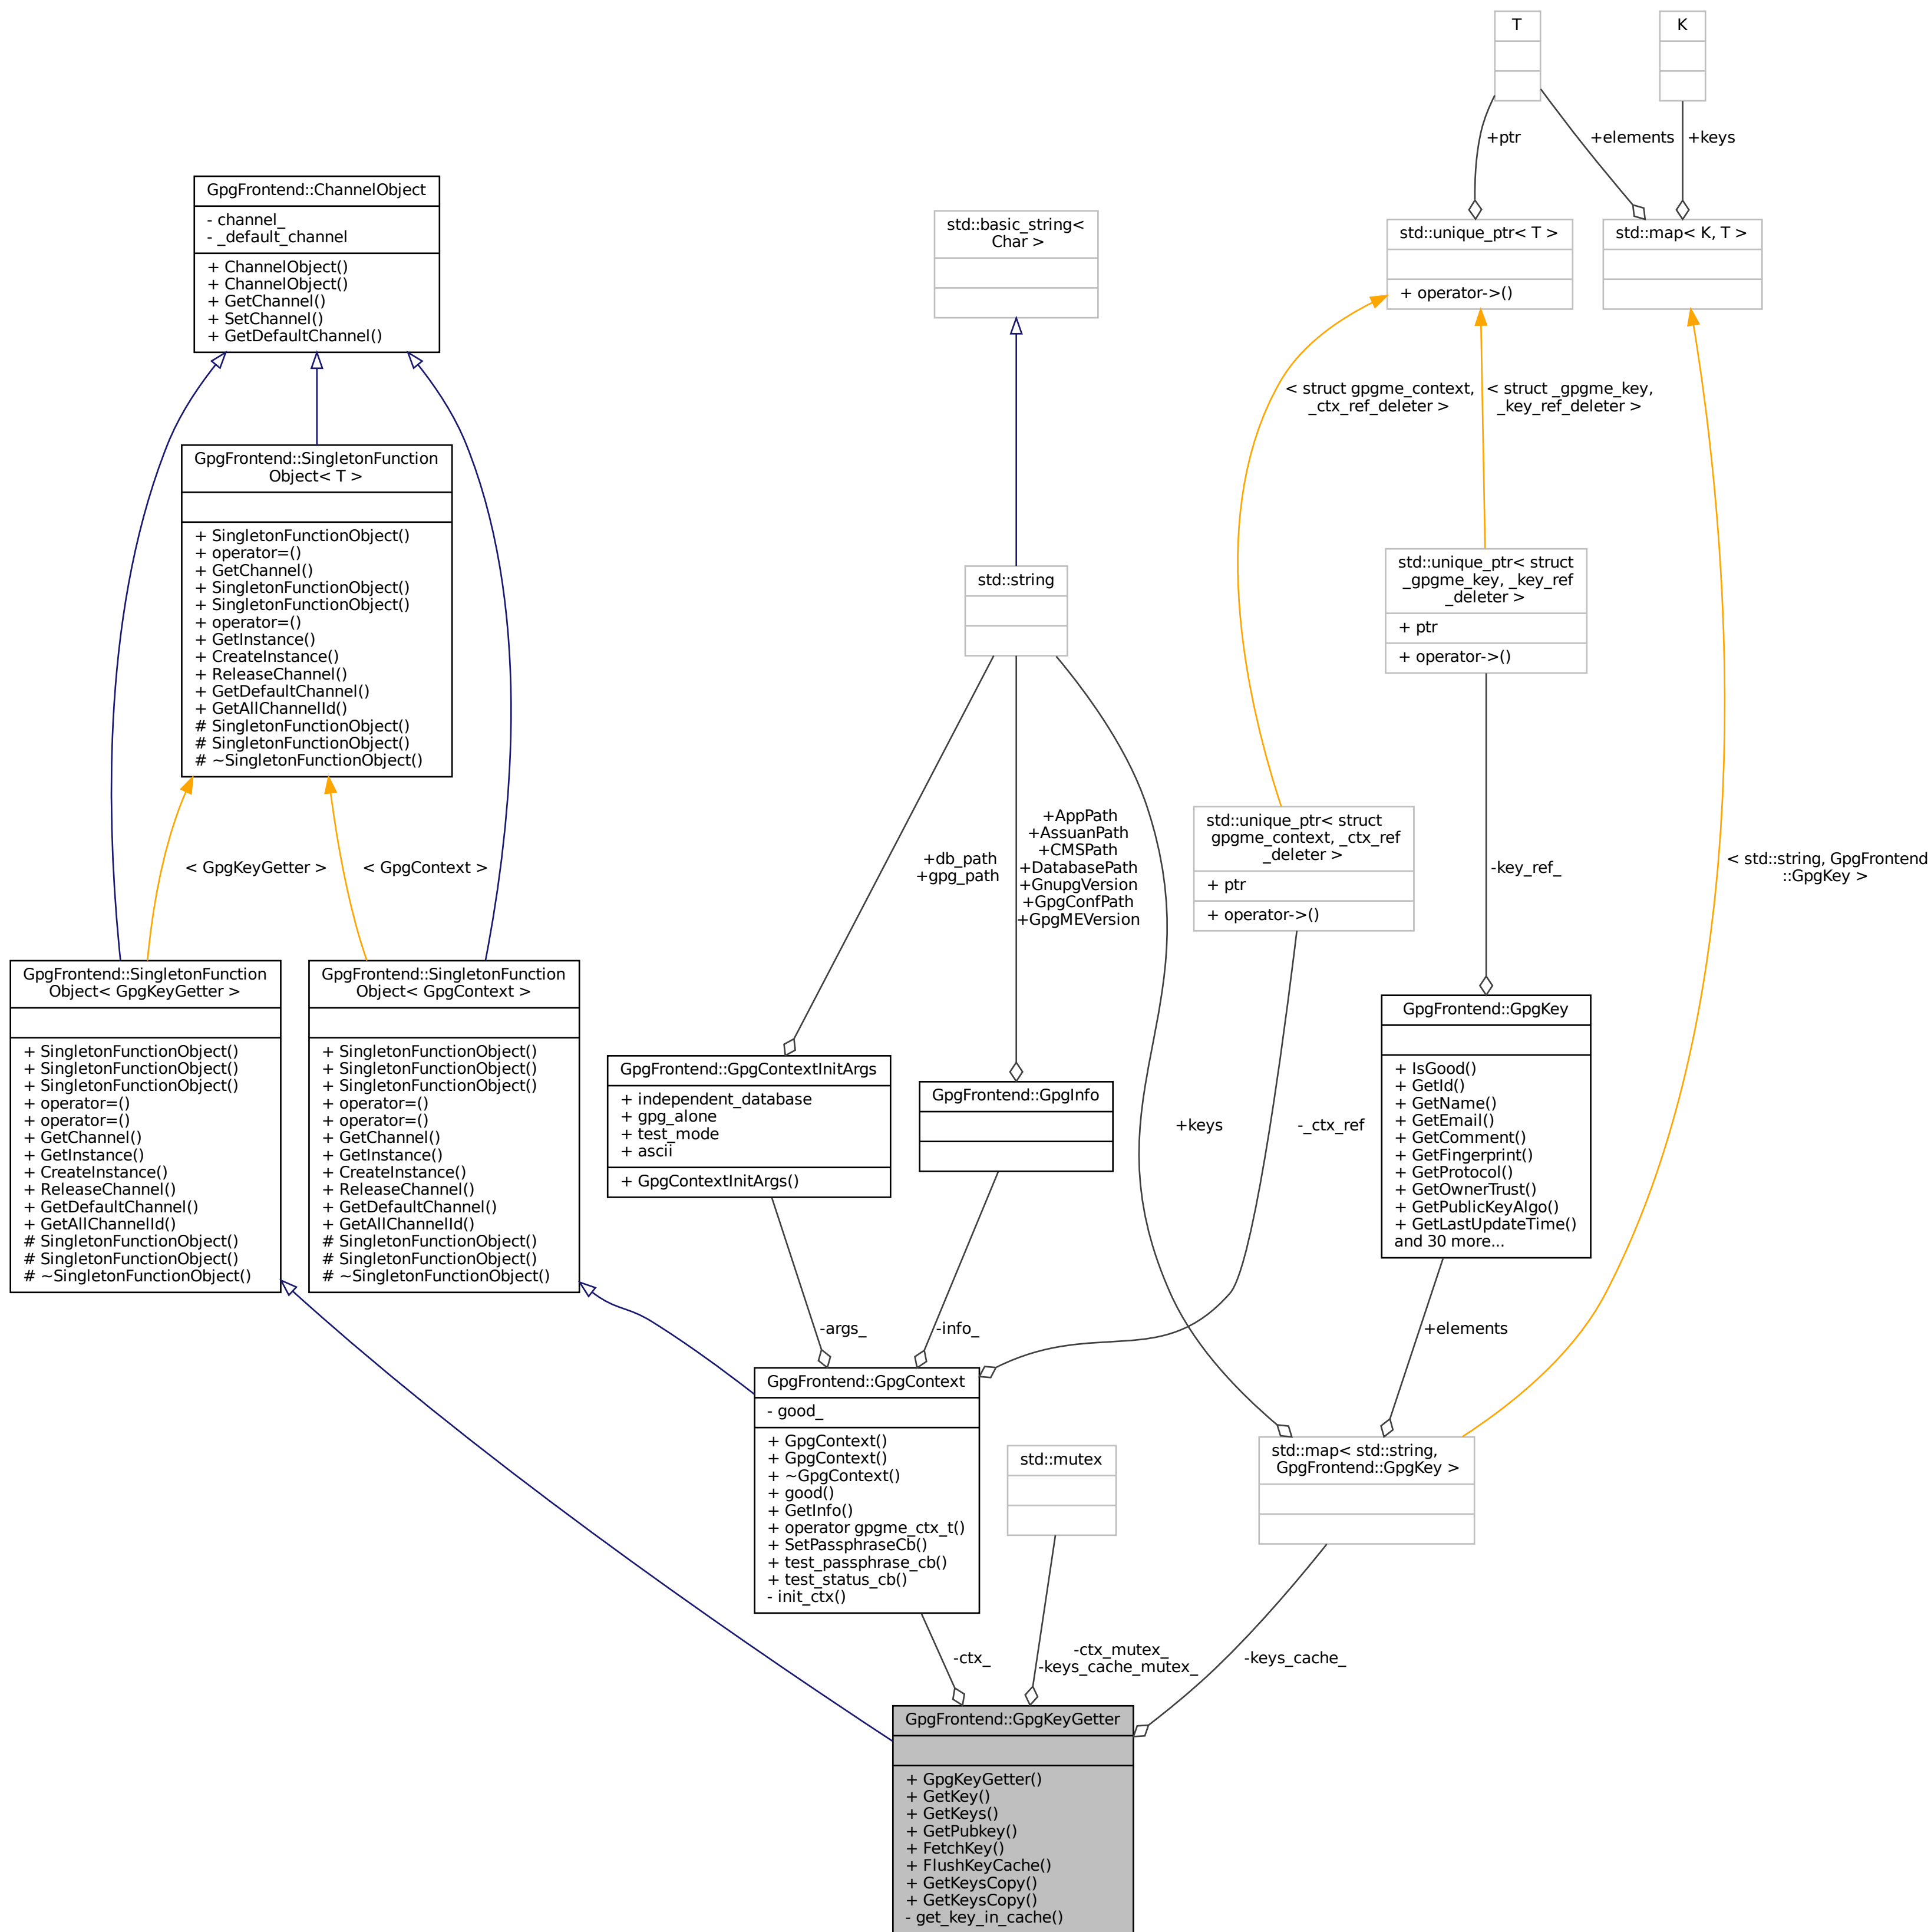 T
K
+ptr
+elements
+keys
GpgFrontend::ChannelObject
- channel_
- _default_channel
+ ChannelObject()
+ ChannelObject()
+ GetChannel()
+ SetChannel()
+ GetDefaultChannel()
std::basic_string<
Char >
std::unique_ptr< T >
+ operator->()
std::map< K, T >
< struct gpgme_context,
_ctx_ref_deleter >
< struct _gpgme_key,
_key_ref_deleter >
GpgFrontend::SingletonFunction
Object< T >
+ SingletonFunctionObject()
+ operator=()
+ GetChannel()
+ SingletonFunctionObject()
+ SingletonFunctionObject()
+ operator=()
+ GetInstance()
+ CreateInstance()
+ ReleaseChannel()
+ GetDefaultChannel()
+ GetAllChannelId()
# SingletonFunctionObject()
# SingletonFunctionObject()
# ~SingletonFunctionObject()
std::string
std::unique_ptr< struct
_gpgme_key, _key_ref
_deleter >
+ ptr
+ operator->()
< GpgKeyGetter >
< GpgContext >
+db_path
+gpg_path
+AppPath
+AssuanPath
+CMSPath
+DatabasePath
+GnupgVersion
+GpgConfPath
+GpgMEVersion
std::unique_ptr< struct
gpgme_context, _ctx_ref
_deleter >
+ ptr
+ operator->()
-key_ref_
< std::string, GpgFrontend
::GpgKey >
GpgFrontend::SingletonFunction
Object< GpgKeyGetter >
+ SingletonFunctionObject()
+ SingletonFunctionObject()
+ SingletonFunctionObject()
+ operator=()
+ operator=()
+ GetChannel()
+ GetInstance()
+ CreateInstance()
+ ReleaseChannel()
+ GetDefaultChannel()
+ GetAllChannelId()
# SingletonFunctionObject()
# SingletonFunctionObject()
# ~SingletonFunctionObject()
GpgFrontend::SingletonFunction
Object< GpgContext >
+ SingletonFunctionObject()
+ SingletonFunctionObject()
+ SingletonFunctionObject()
+ operator=()
+ operator=()
+ GetChannel()
+ GetInstance()
+ CreateInstance()
+ ReleaseChannel()
+ GetDefaultChannel()
+ GetAllChannelId()
# SingletonFunctionObject()
# SingletonFunctionObject()
# ~SingletonFunctionObject()
GpgFrontend::GpgContextInitArgs
+ independent_database
+ gpg_alone
+ test_mode
+ ascii
+ GpgContextInitArgs()
GpgFrontend::GpgInfo
+keys
-_ctx_ref
GpgFrontend::GpgKey
+ IsGood()
+ GetId()
+ GetName()
+ GetEmail()
+ GetComment()
+ GetFingerprint()
+ GetProtocol()
+ GetOwnerTrust()
+ GetPublicKeyAlgo()
+ GetLastUpdateTime()
and 30 more...
-args_
-info_
+elements
GpgFrontend::GpgContext
- good_
+ GpgContext()
+ GpgContext()
+ ~GpgContext()
+ good()
+ GetInfo()
+ operator gpgme_ctx_t()
+ SetPassphraseCb()
+ test_passphrase_cb()
+ test_status_cb()
- init_ctx()
std::mutex
std::map< std::string,
GpgFrontend::GpgKey >
-ctx_
-ctx_mutex_
-keys_cache_mutex_
-keys_cache_
GpgFrontend::GpgKeyGetter
+ GpgKeyGetter()
+ GetKey()
+ GetKeys()
+ GetPubkey()
+ FetchKey()
+ FlushKeyCache()
+ GetKeysCopy()
+ GetKeysCopy()
- get_key_in_cache()